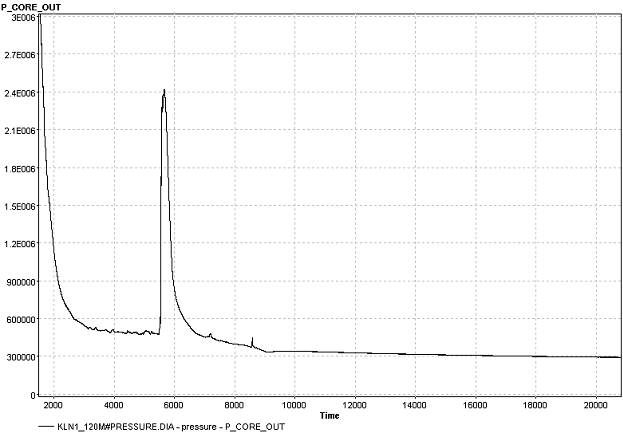 P_CORE_OUT
3E006
2.7E006
2.4E006
2.1E006
1.8E006
1.5E006
1.2E006
900000
600000
300000
0
2000 4000 6000 8000 10000 12000 14000 16000 18000 20000
Time
KLN1_120M#PRESSURE.DIA - pressure - P_CORE_OUT